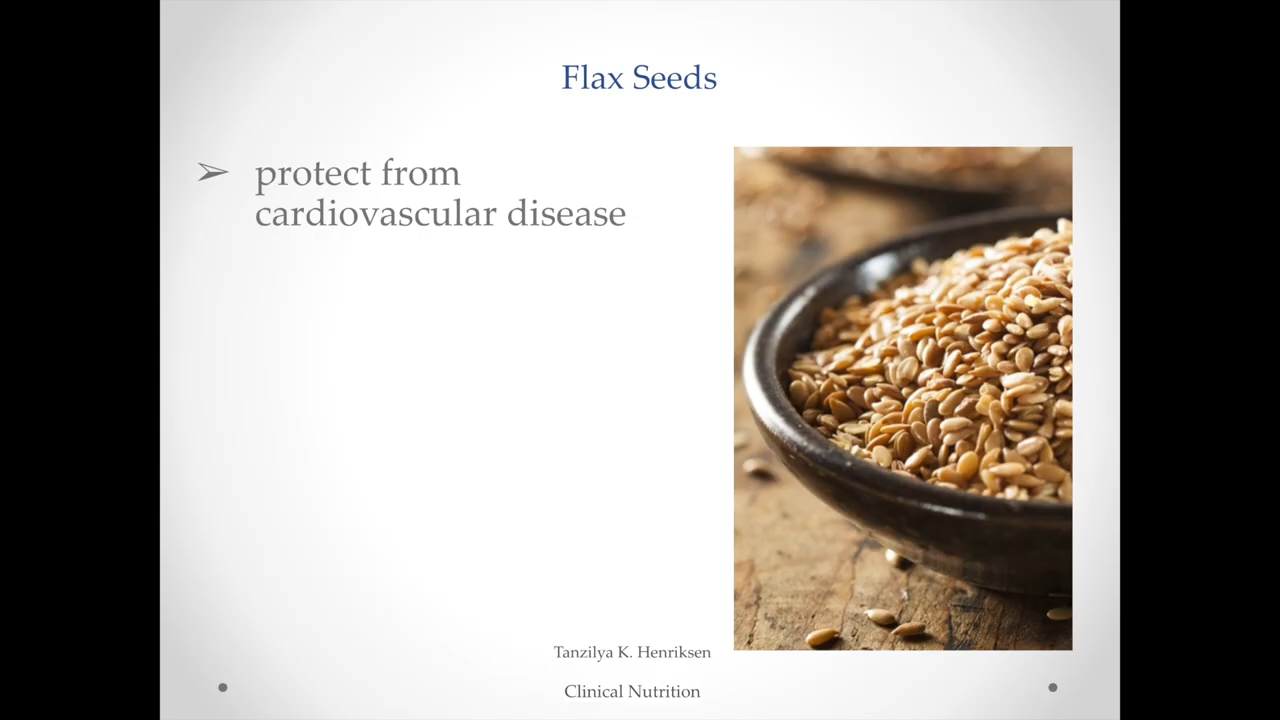 Flax Seeds
➢ protect from
cardiovascular disease
Tanzilya K. Henriksen
Clinical Nutrition